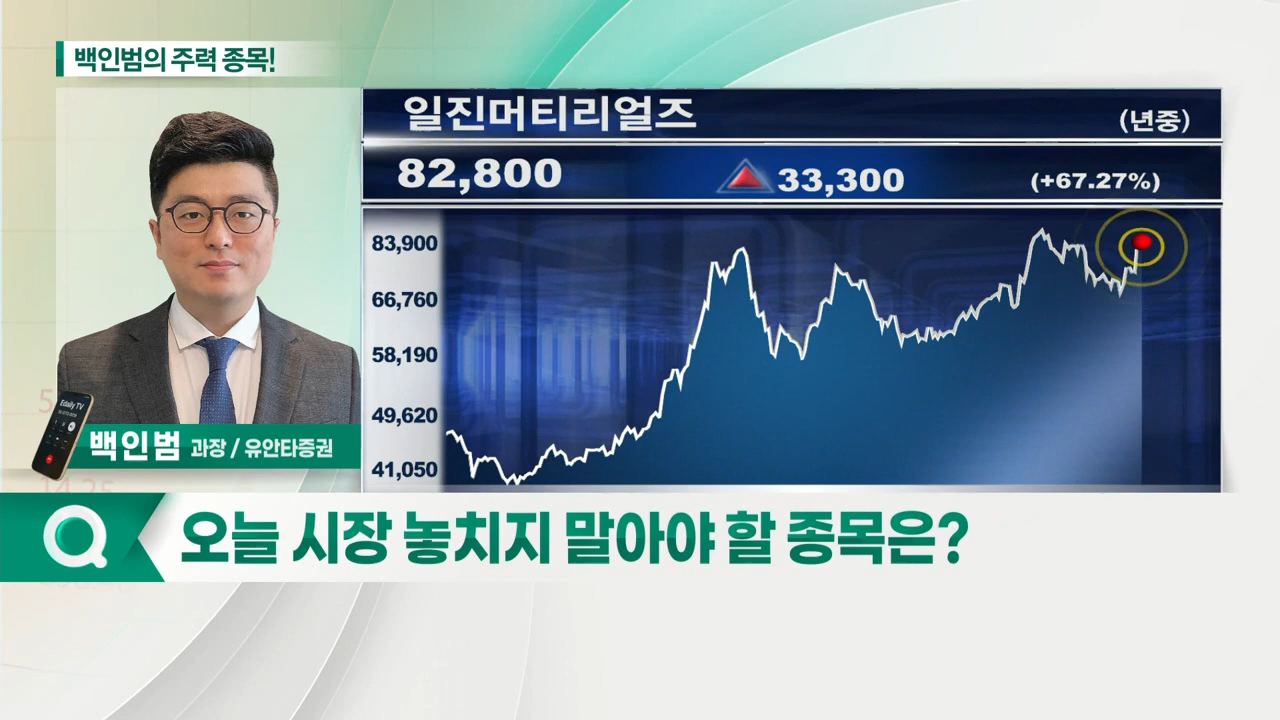 백인범의 주력 종목!
일진머티리얼즈
(년중)
82,800
33,300
(+67.27%)
83,900
66,760
58,190
49,620
41,050
Edaily TV
백인범 과장 / 유안타증권
오늘 시장 놓치지 말아야 할 종목은?